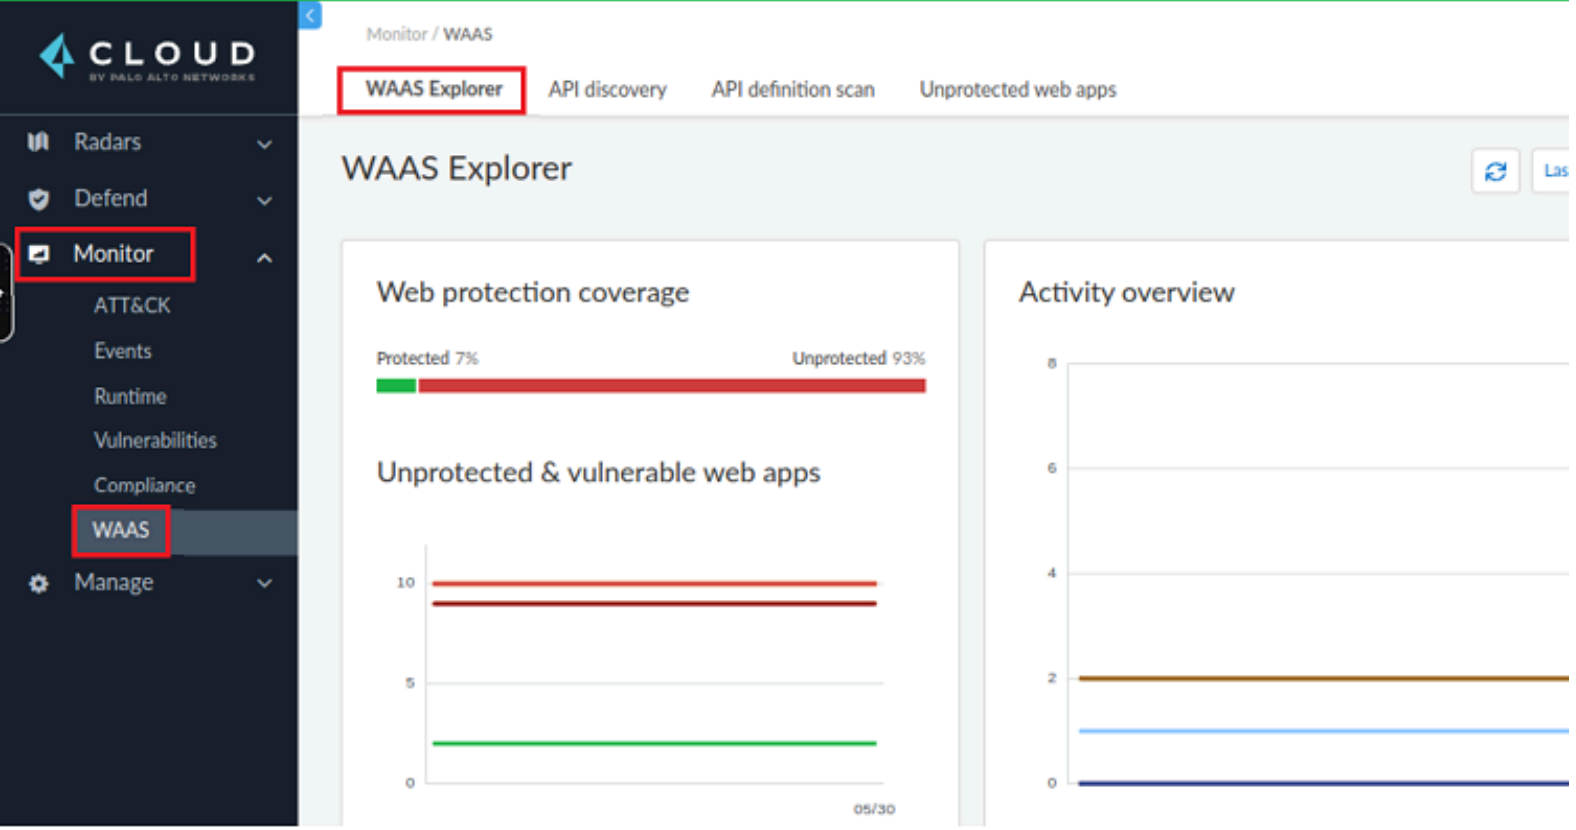 CLOUD
BY PALO ALTO NETWORKS
Radars
Defend
Monitor
ATT&CK
Events
Runtime
Vulnerabilities
Compliance
WAAS
Manage
Monitor / WAAS
WAAS Explorer API discovery API definition scan Unprotected web apps
WAAS Explorer
Las
Web protection coverage
Protected 7% Unprotected 93%
Unprotected & vulnerable web apps
10
5
0
05/30
Activity overview
8
6
4
2
0